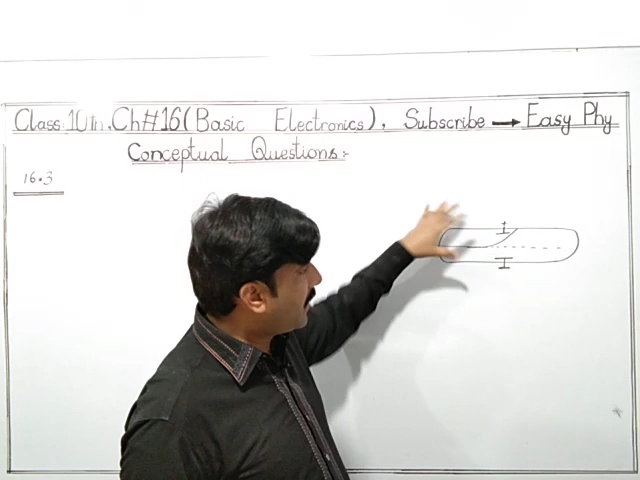 Class: 10th, Ch#16(Basic Electronics), Subscribe → Easy Phy
Conceptual Questions:-
16.3